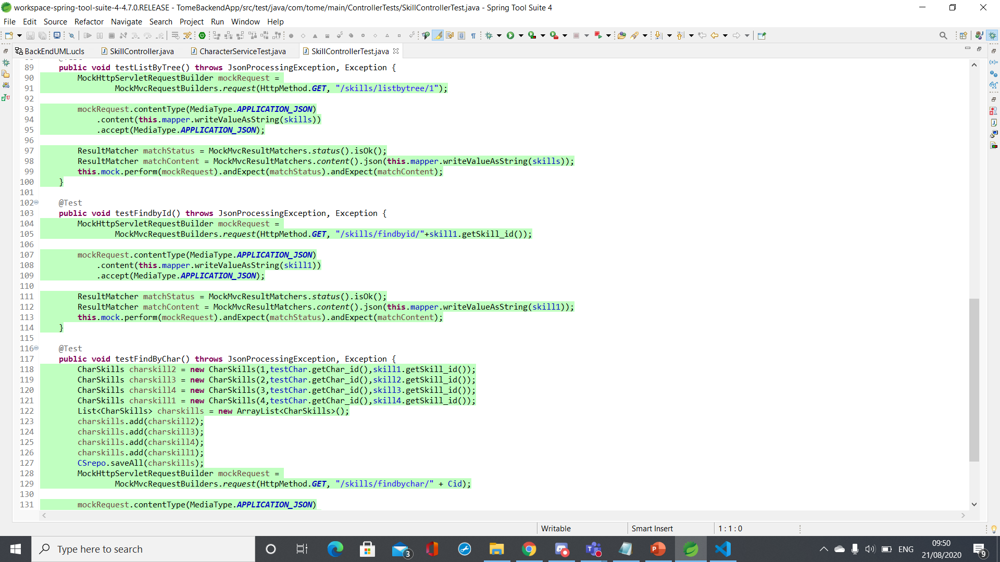 workspace-spring-tool-suite-4-4.7.0.RELEASE - TomeBackendApp/src/test/java/com/tome/main/ControllerTests/SkillControllerTest.java - Spring Tool Suite 4
File Edit Source Refactor Navigate Search Project Run Window Help
BackEndUML.ucls SkillController.java CharacterServiceTest.java SkillControllerTest.java
89 public void testListByTree() throws JsonProcessingException, Exception {
90 MockHttpServletRequestBuilder mockRequest =
91 MockMvcRequestBuilders.request(HttpMethod.GET, "/skills/listbytree/1");
92
93 mockRequest.contentType(MediaType.APPLICATION_JSON)
94 .content(this.mapper.writeValueAsString(skills))
95 .accept(MediaType.APPLICATION_JSON);
96
97 ResultMatcher matchStatus = MockMvcResultMatchers.status().isOk();
98 ResultMatcher matchContent = MockMvcResultMatchers.content().json(this.mapper.writeValueAsString(skills));
99 this.mock.perform(mockRequest).andExpect(matchStatus).andExpect(matchContent);
100 }
101
102 @Test
103 public void testFindbyId() throws JsonProcessingException, Exception {
104 MockHttpServletRequestBuilder mockRequest =
105 MockMvcRequestBuilders.request(HttpMethod.GET, "/skills/findbyid/"+skill1.getSkill_id());
106
107 mockRequest.contentType(MediaType.APPLICATION_JSON)
108 .content(this.mapper.writeValueAsString(skill1))
109 .accept(MediaType.APPLICATION_JSON);
110
111 ResultMatcher matchStatus = MockMvcResultMatchers.status().isOk();
112 ResultMatcher matchContent = MockMvcResultMatchers.content().json(this.mapper.writeValueAsString(skill1));
113 this.mock.perform(mockRequest).andExpect(matchStatus).andExpect(matchContent);
114 }
115
116 @Test
117 public void testFindByChar() throws JsonProcessingException, Exception {
118 CharSkills charskill2 = new CharSkills(1,testChar.getChar_id(),skill1.getSkill_id());
119 CharSkills charskill3 = new CharSkills(2,testChar.getChar_id(),skill2.getSkill_id());
120 CharSkills charskill4 = new CharSkills(3,testChar.getChar_id(),skill3.getSkill_id());
121 CharSkills charskill1 = new CharSkills(4,testChar.getChar_id(),skill4.getSkill_id());
122 List<CharSkills> charskills = new ArrayList<CharSkills>();
123 charskills.add(charskill2);
124 charskills.add(charskill3);
125 charskills.add(charskill4);
126 charskills.add(charskill1);
127 CSrepo.saveAll(charskills);
128 MockHttpServletRequestBuilder mockRequest =
129 MockMvcRequestBuilders.request(HttpMethod.GET, "/skills/findbychar/" + Cid);
130
131 mockRequest.contentType(MediaType.APPLICATION_JSON)
Writable Smart Insert 1 : 1 : 0
Type here to search
3
ENG
09:50
21/08/2020
9